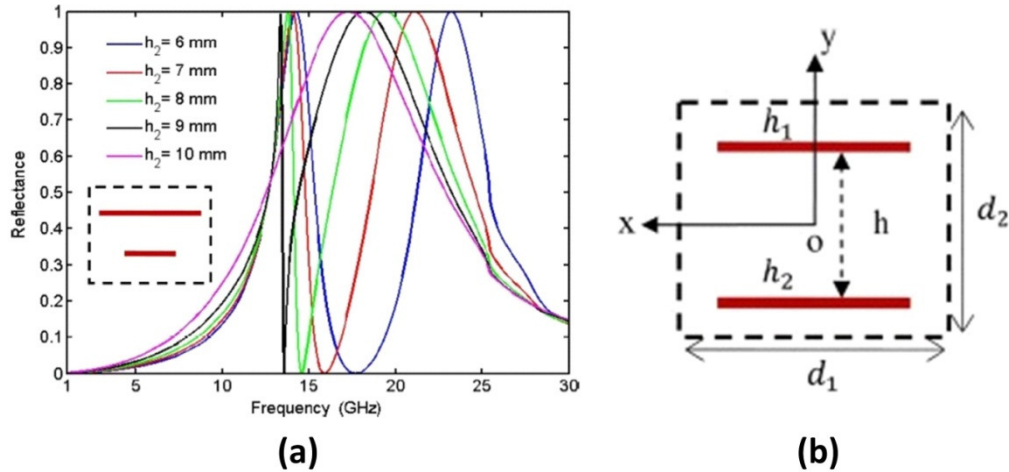 1
0.9
0.8
0.7
0.6
0.5
0.4
0.3
0.2
0.1
0
Reflectance
h2= 6 mm
h2= 7 mm
h2= 8 mm
h2= 9 mm
h2= 10 mm
1 5 10 15 20 25 30
Frequency (GHz)
(a)
y
h1
x
o
h
d2
h2
d1
(b)